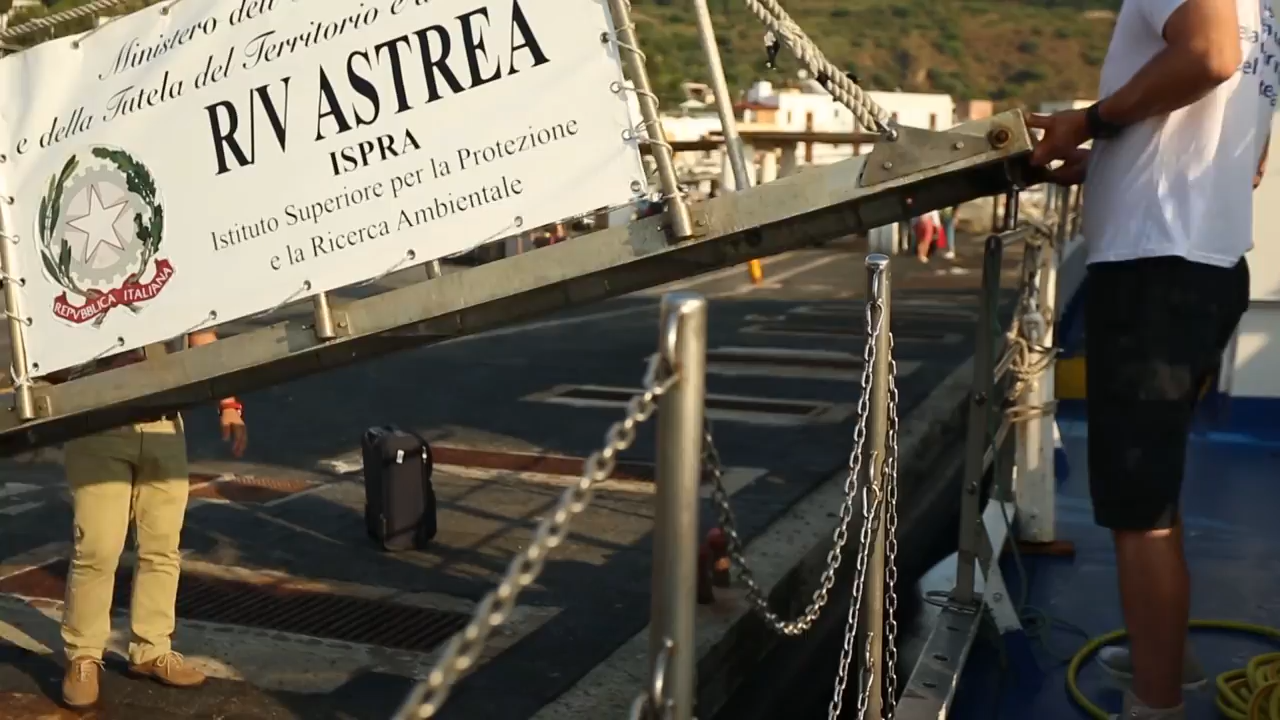 Ministero dell'
e della Tutela del Territorio e d
R/V ASTREA
ISPRA
Istituto Superiore per la Protezione
e la Ricerca Ambientale
REPVBBLICA ITALIANA